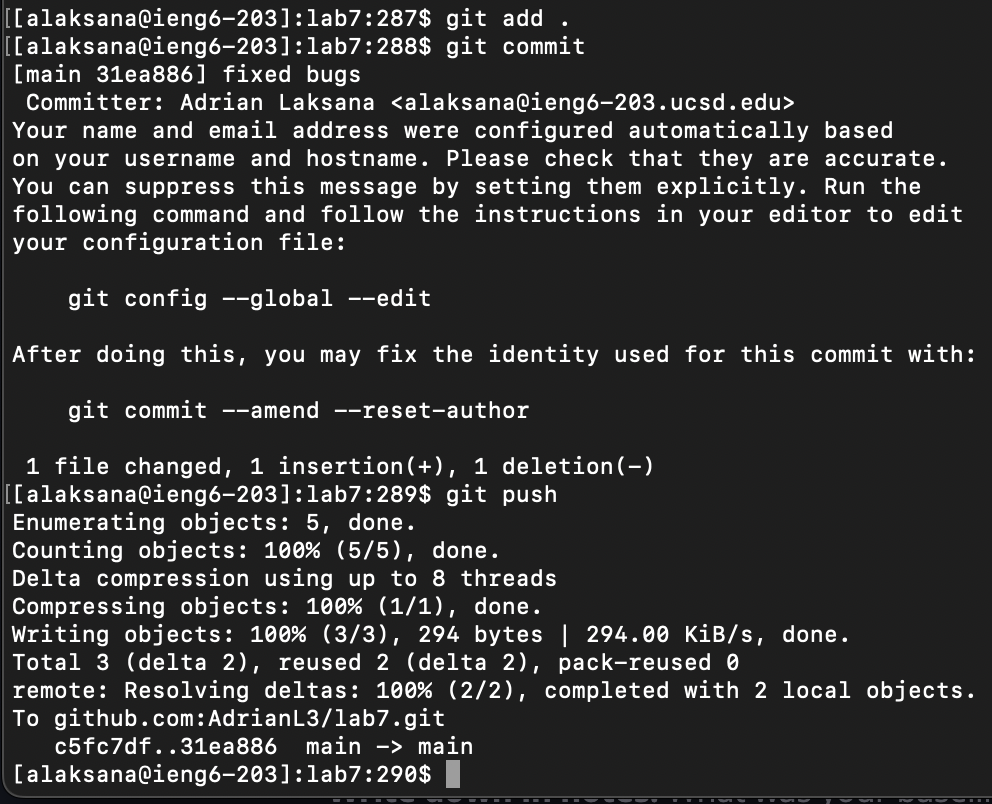 [[alaksana@ieng6-203]:lab7:287$ git add .
[[alaksana@ieng6-203]:lab7:288$ git commit
[main 31ea886] fixed bugs
 Committer: Adrian Laksana <alaksana@ieng6-203.ucsd.edu>
Your name and email address were configured automatically based
on your username and hostname. Please check that they are accurate.
You can suppress this message by setting them explicitly. Run the
following command and follow the instructions in your editor to edit
your configuration file:

    git config --global --edit

After doing this, you may fix the identity used for this commit with:

    git commit --amend --reset-author

 1 file changed, 1 insertion(+), 1 deletion(-)
[[alaksana@ieng6-203]:lab7:289$ git push
Enumerating objects: 5, done.
Counting objects: 100% (5/5), done.
Delta compression using up to 8 threads
Compressing objects: 100% (1/1), done.
Writing objects: 100% (3/3), 294 bytes | 294.00 KiB/s, done.
Total 3 (delta 2), reused 2 (delta 2), pack-reused 0
remote: Resolving deltas: 100% (2/2), completed with 2 local objects.
To github.com:AdrianL3/lab7.git
   c5fc7df..31ea886  main -> main
[alaksana@ieng6-203]:lab7:290$